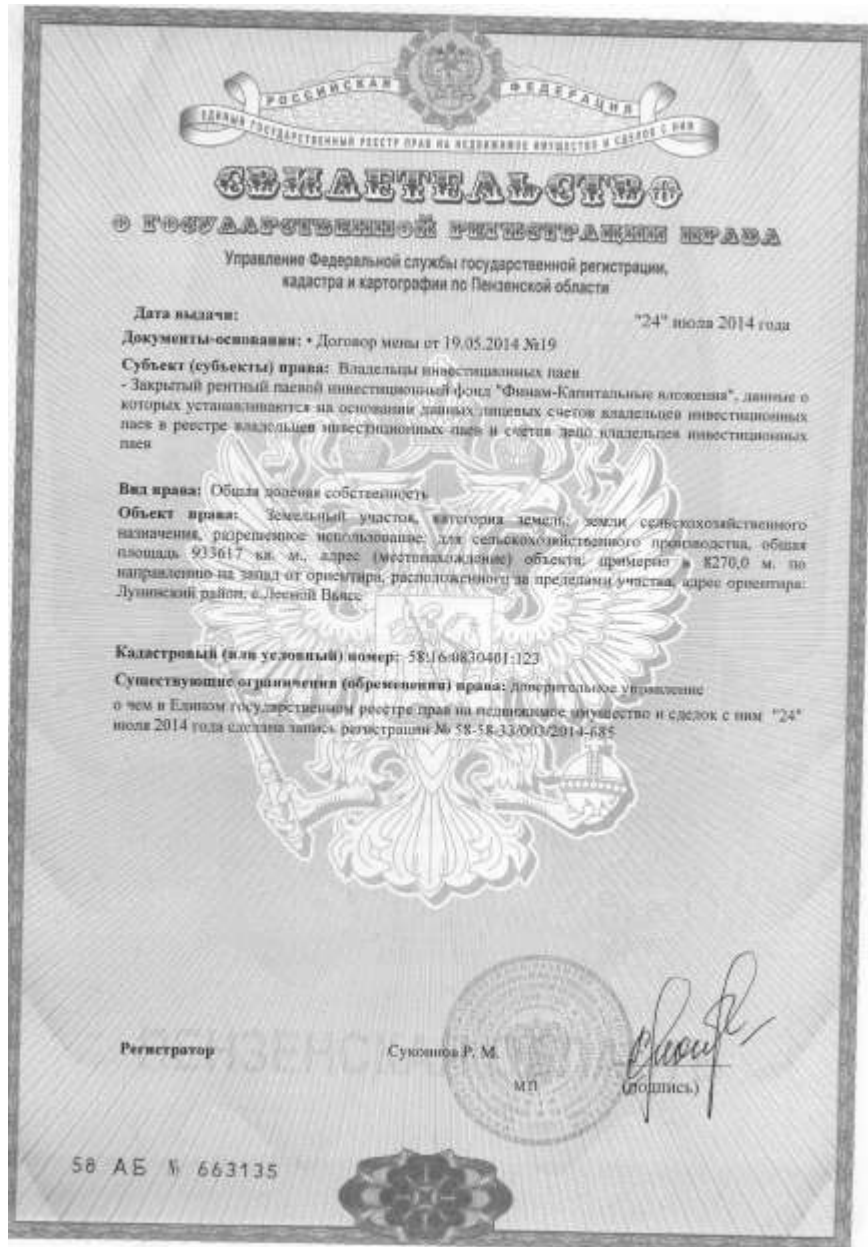 РОССИЙСКАЯ ФЕДЕРАЦИЯ
ЕДИНЫЙ ГОСУДАРСТВЕННЫЙ РЕЕСТР ПРАВ НА НЕДВИЖИМОЕ ИМУЩЕСТВО И СДЕЛОК С НИМ
СВИДЕТЕЛЬСТВО
О ГОСУДАРСТВЕННОЙ РЕГИСТРАЦИИ ПРАВА
Управление Федеральной службы государственной регистрации,
кадастра и картографии по Пензенской области
Дата выдачи: "24" июля 2014 года
Документы-основания: • Договор мены от 19.05.2014 №19
Субъект (субъекты) права: Владельцы инвестиционных паев
- Закрытый рентный паевой инвестиционный фонд "Финам-Капитальные вложения", данные о
которых устанавливаются на основании данных лицевых счетов владельцев инвестиционных
паев в реестре владельцев инвестиционных паев и счетов депо владельцев инвестиционных
паев
Вид права: Общая долевая собственность
Объект права: Земельный участок, категория земель: земли сельскохозяйственного
назначения, разрешенное использование: для сельскохозяйственного производства, общая
площадь 933617 кв. м., адрес (местонахождение) объекта: примерно в 8270,0 м. по
направлению на запад от ориентира, расположенного за пределами участка, адрес ориентира:
Лунинский район, с.Лесной Вьясс
Кадастровый (или условный) номер: 58:16:0830401:123
Существующие ограничения (обременения) права: доверительное управление
о чем в Едином государственном реестре прав на недвижимое имущество и сделок с ним "24"
июля 2014 года сделана запись регистрации № 58-58-33/003/2014-685
Регистратор Р. М.
М.П. (подпись)
58 АБ № 663135